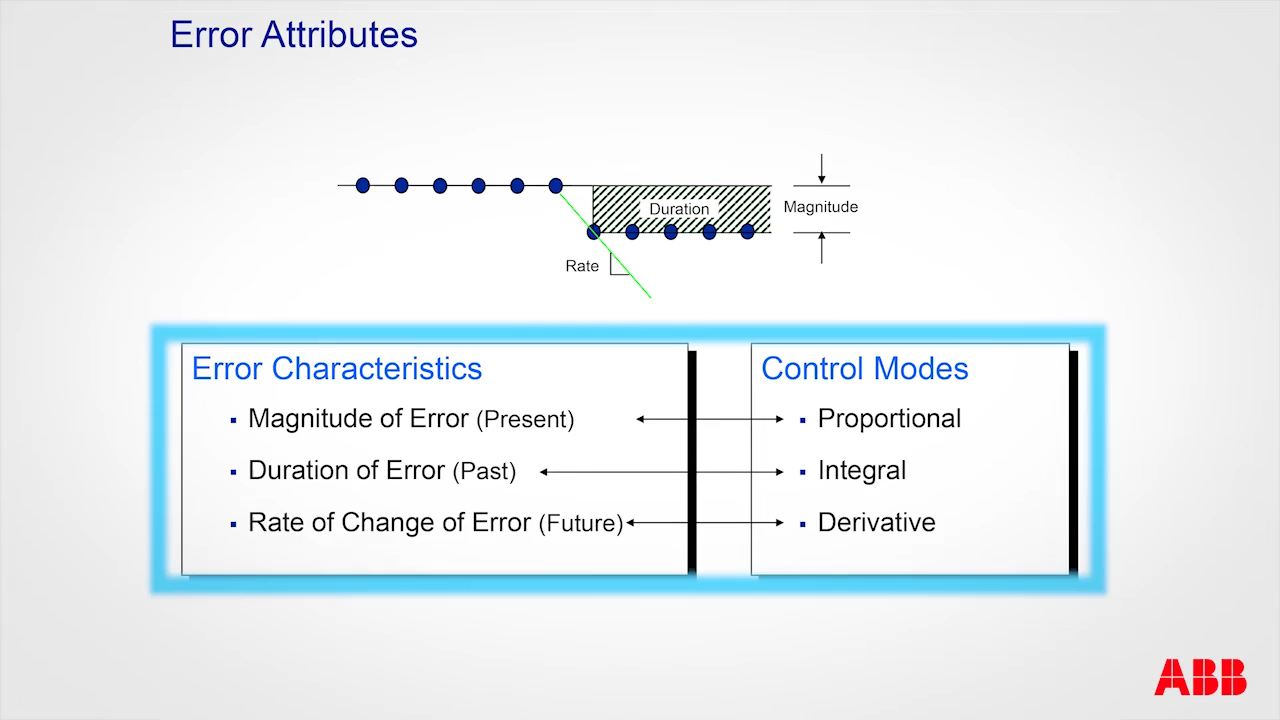 Error Attributes
Duration
Magnitude
Rate
Error Characteristics
▪ Magnitude of Error (Present)
▪ Duration of Error (Past)
▪ Rate of Change of Error (Future)
Control Modes
▪ Proportional
▪ Integral
▪ Derivative
ABB